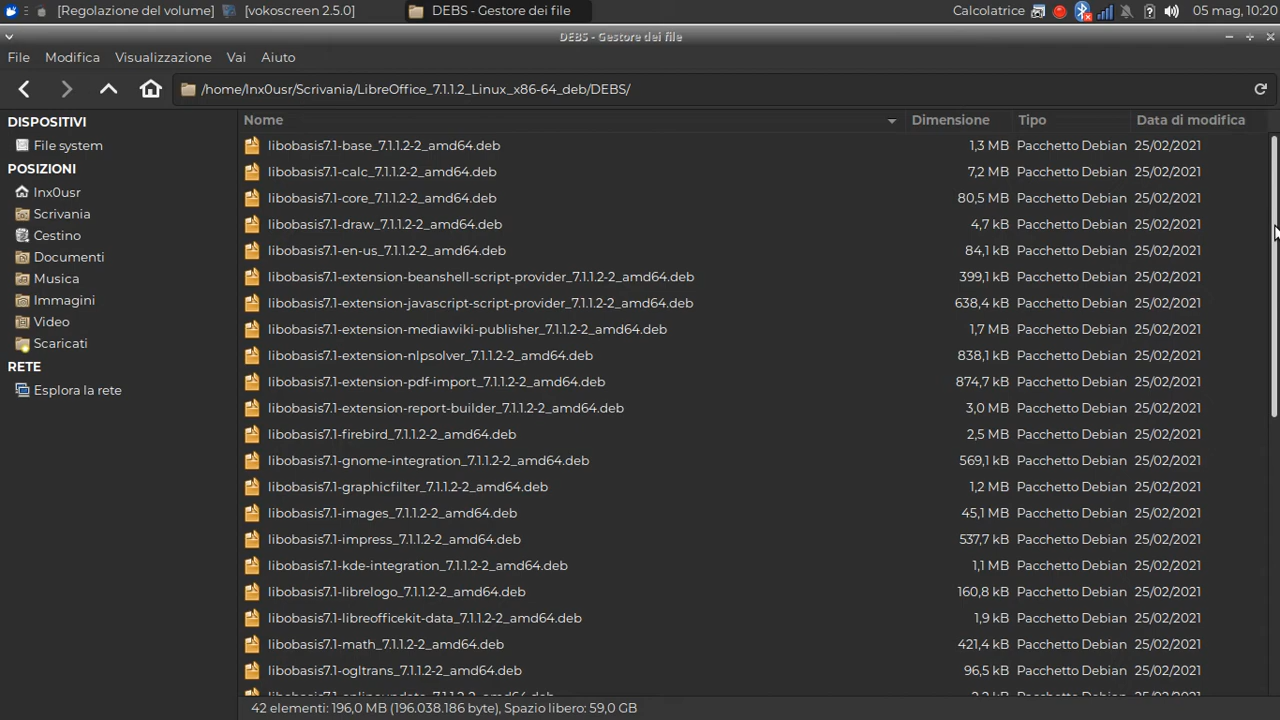 [Regolazione del volume] [vokoscreen 2.5.0] DEBS - Gestore dei file Calcolatrice 05 mag, 10:20
DEBS - Gestore dei file
File Modifica Visualizzazione Vai Aiuto
/home/lnx0usr/Scrivania/LibreOffice_7.1.1.2_Linux_x86-64_deb/DEBS/
DISPOSITIVI
File system
POSIZIONI
lnx0usr
Scrivania
Cestino
Documenti
Musica
Immagini
Video
Scaricati
RETE
Esplora la rete
Nome Dimensione Tipo Data di modifica
libobasis7.1-base_7.1.1.2-2_amd64.deb 1,3 MB Pacchetto Debian 25/02/2021
libobasis7.1-calc_7.1.1.2-2_amd64.deb 7,2 MB Pacchetto Debian 25/02/2021
libobasis7.1-core_7.1.1.2-2_amd64.deb 80,5 MB Pacchetto Debian 25/02/2021
libobasis7.1-draw_7.1.1.2-2_amd64.deb 4,7 kB Pacchetto Debian 25/02/2021
libobasis7.1-en-us_7.1.1.2-2_amd64.deb 84,1 kB Pacchetto Debian 25/02/2021
libobasis7.1-extension-beanshell-script-provider_7.1.1.2-2_amd64.deb 399,1 kB Pacchetto Debian 25/02/2021
libobasis7.1-extension-javascript-script-provider_7.1.1.2-2_amd64.deb 638,4 kB Pacchetto Debian 25/02/2021
libobasis7.1-extension-mediawiki-publisher_7.1.1.2-2_amd64.deb 1,7 MB Pacchetto Debian 25/02/2021
libobasis7.1-extension-nlpsolver_7.1.1.2-2_amd64.deb 838,1 kB Pacchetto Debian 25/02/2021
libobasis7.1-extension-pdf-import_7.1.1.2-2_amd64.deb 874,7 kB Pacchetto Debian 25/02/2021
libobasis7.1-extension-report-builder_7.1.1.2-2_amd64.deb 3,0 MB Pacchetto Debian 25/02/2021
libobasis7.1-firebird_7.1.1.2-2_amd64.deb 2,5 MB Pacchetto Debian 25/02/2021
libobasis7.1-gnome-integration_7.1.1.2-2_amd64.deb 569,1 kB Pacchetto Debian 25/02/2021
libobasis7.1-graphicfilter_7.1.1.2-2_amd64.deb 1,2 MB Pacchetto Debian 25/02/2021
libobasis7.1-images_7.1.1.2-2_amd64.deb 45,1 MB Pacchetto Debian 25/02/2021
libobasis7.1-impress_7.1.1.2-2_amd64.deb 537,7 kB Pacchetto Debian 25/02/2021
libobasis7.1-kde-integration_7.1.1.2-2_amd64.deb 1,1 MB Pacchetto Debian 25/02/2021
libobasis7.1-librelogo_7.1.1.2-2_amd64.deb 160,8 kB Pacchetto Debian 25/02/2021
libobasis7.1-libreofficekit-data_7.1.1.2-2_amd64.deb 1,9 kB Pacchetto Debian 25/02/2021
libobasis7.1-math_7.1.1.2-2_amd64.deb 421,4 kB Pacchetto Debian 25/02/2021
libobasis7.1-ogltrans_7.1.1.2-2_amd64.deb 96,5 kB Pacchetto Debian 25/02/2021
42 elementi: 196,0 MB (196.038.186 byte), Spazio libero: 59,0 GB